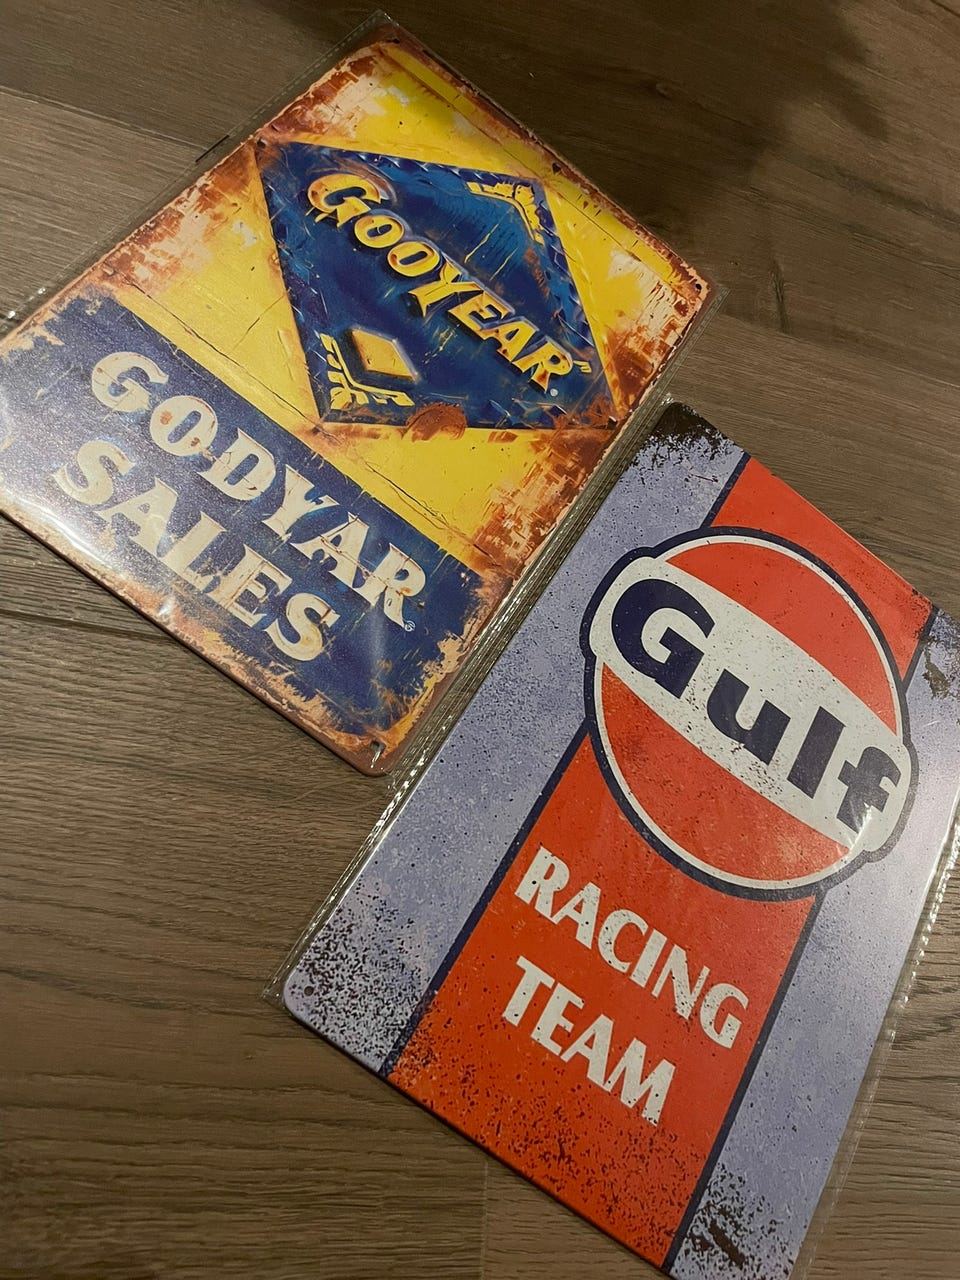 GOOYEAR
GODYAR
SALES
Gulf
RACING
TEAM